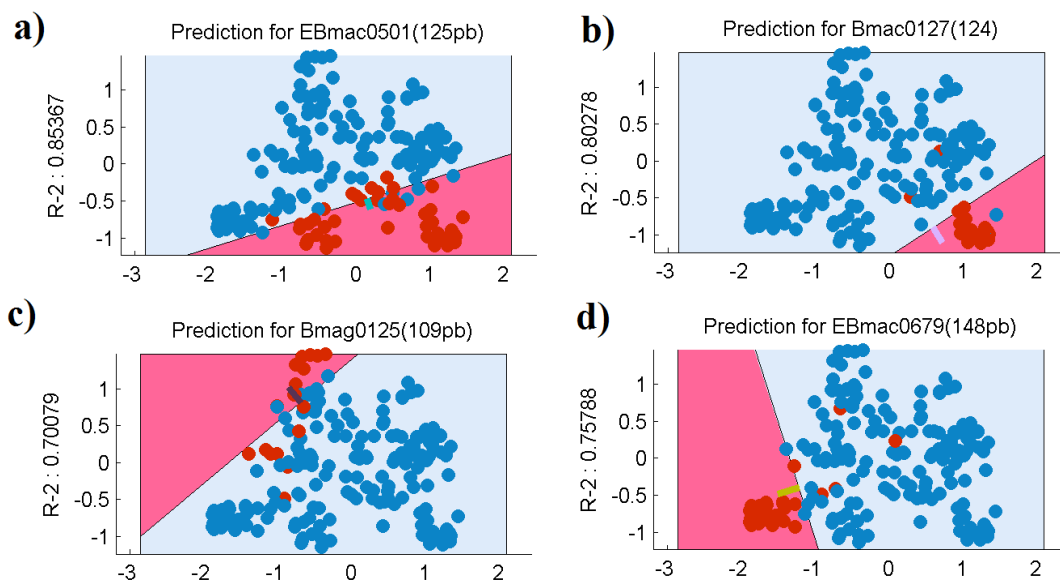 a)
Prediction for EBmac0501(125pb)
R-2 : 0.85367
1
0.5
0
-0.5
-1
-3 -2 -1 0 1 2
b)
Prediction for Bmac0127(124)
R-2 : 0.80278
1
0.5
0
-0.5
-1
-3 -2 -1 0 1 2
c)
Prediction for Bmag0125(109pb)
R-2 : 0.70079
1
0.5
0
-0.5
-1
-3 -2 -1 0 1 2
d)
Prediction for EBmac0679(148pb)
R-2 : 0.75788
1
0.5
0
-0.5
-1
-3 -2 -1 0 1 2